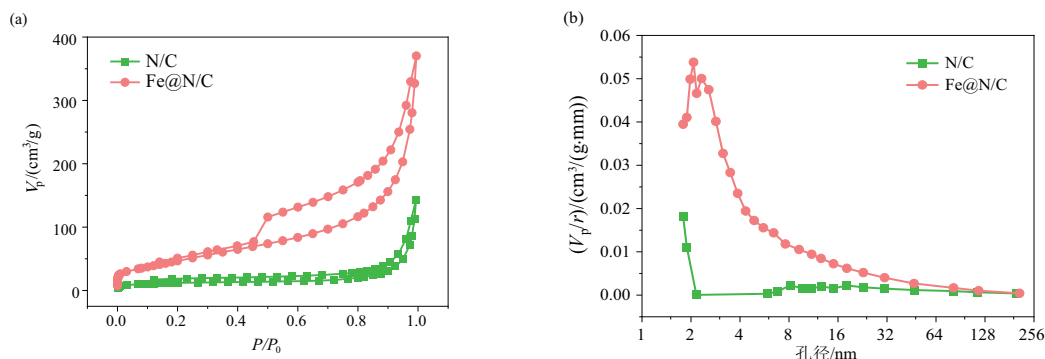 (a)
400
300
200
100
0
V_p/(cm³/g)
N/C
Fe@N/C
0.0 0.2 0.4 0.6 0.8 1.0
P/P₀
(b)
0.06
0.05
0.04
0.03
0.02
0.01
0.00
(V_p/r)/(cm³/(g·mm))
N/C
Fe@N/C
1 2 4 8 16 32 64 128 256
孔径/nm